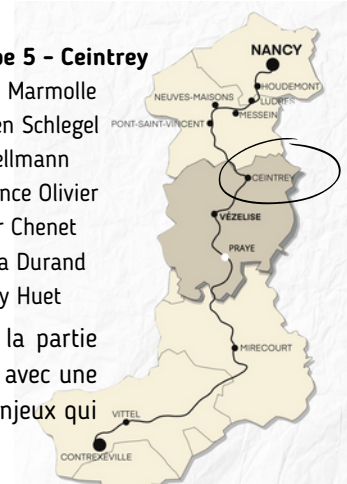 pe 5 - Ceintrey
Marmolle
en Schlegel
ellmann
nce Olivier
r Chenet
a Durand
y Huet
la partie
avec une
njeux qui
NANCY
HOUDEMONT
LUDRES
NEUVES-MAISONS
MESSEIN
PONT-SAINT-VINCENT
CEINTREY
VÉZELISE
PRAYE
MIRECOURT
VITTEL
CONTREXÉVILLE